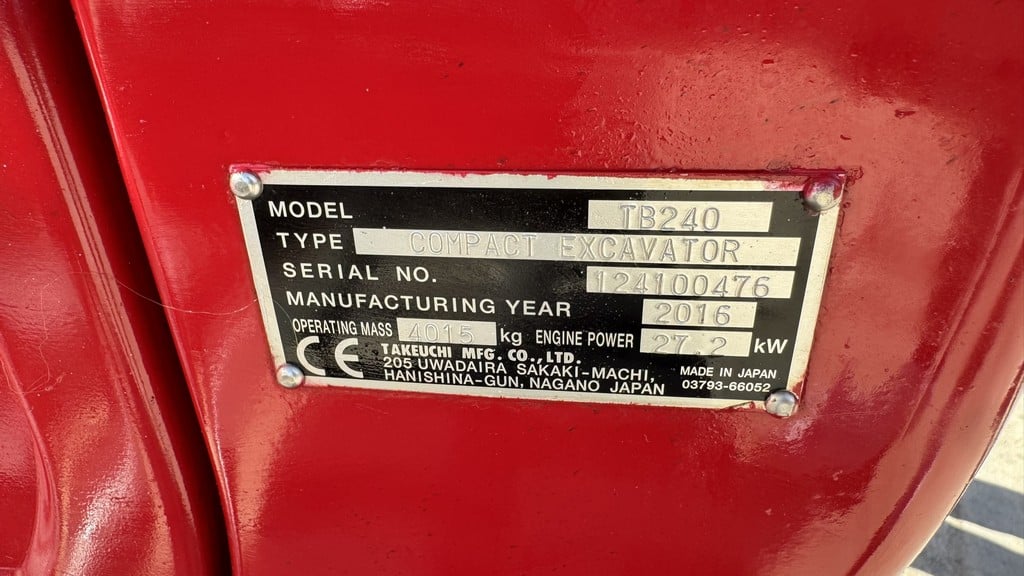 MODEL TB240
TYPE COMPACT EXCAVATOR
SERIAL NO. 124100476
MANUFACTURING YEAR 2016
OPERATING MASS 4015 kg ENGINE POWER 27.2 kW
CE TAKEUCHI MFG. CO., LTD.
205 UWADAIRA SAKAKI-MACHI, MADE IN JAPAN
HANISHINA-GUN, NAGANO JAPAN 03793-66052